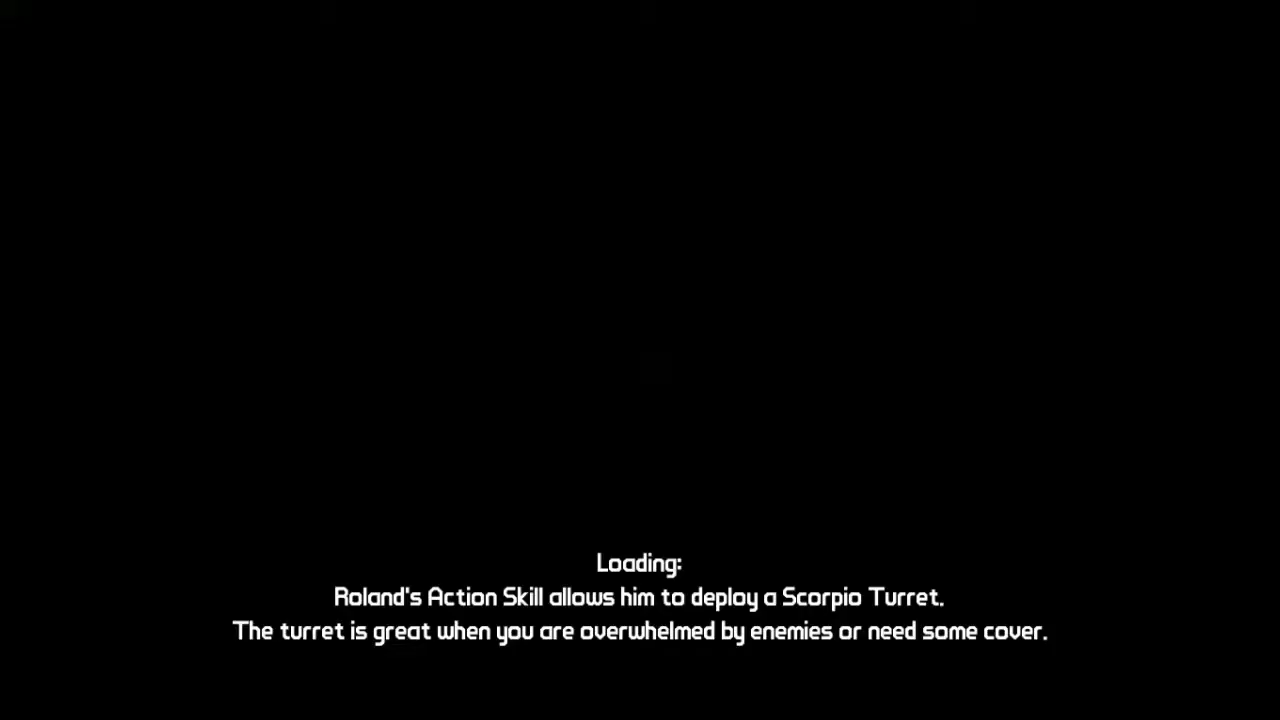 Loading:
Roland's Action Skill allows him to deploy a Scorpio Turret.
The turret is great when you are overwhelmed by enemies or need some cover.